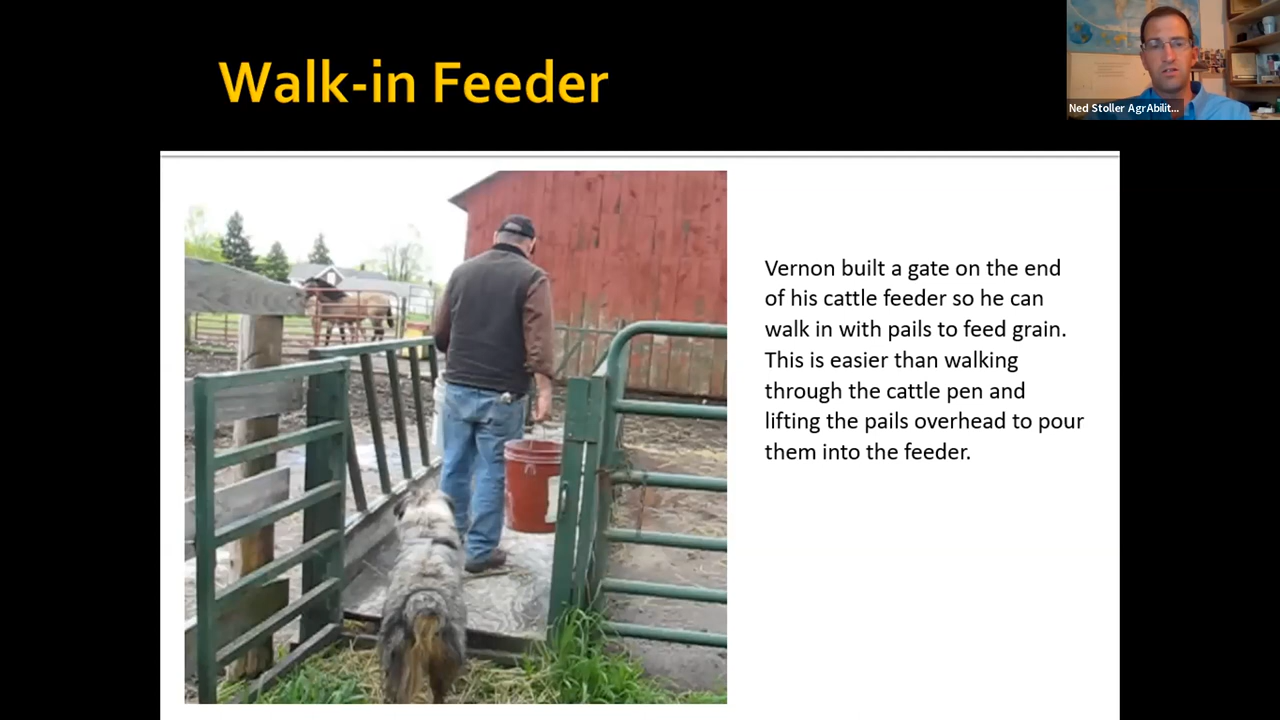 Walk-in Feeder
Ned Stoller AgrAbilit...
Vernon built a gate on the end
of his cattle feeder so he can
walk in with pails to feed grain.
This is easier than walking
through the cattle pen and
lifting the pails overhead to pour
them into the feeder.